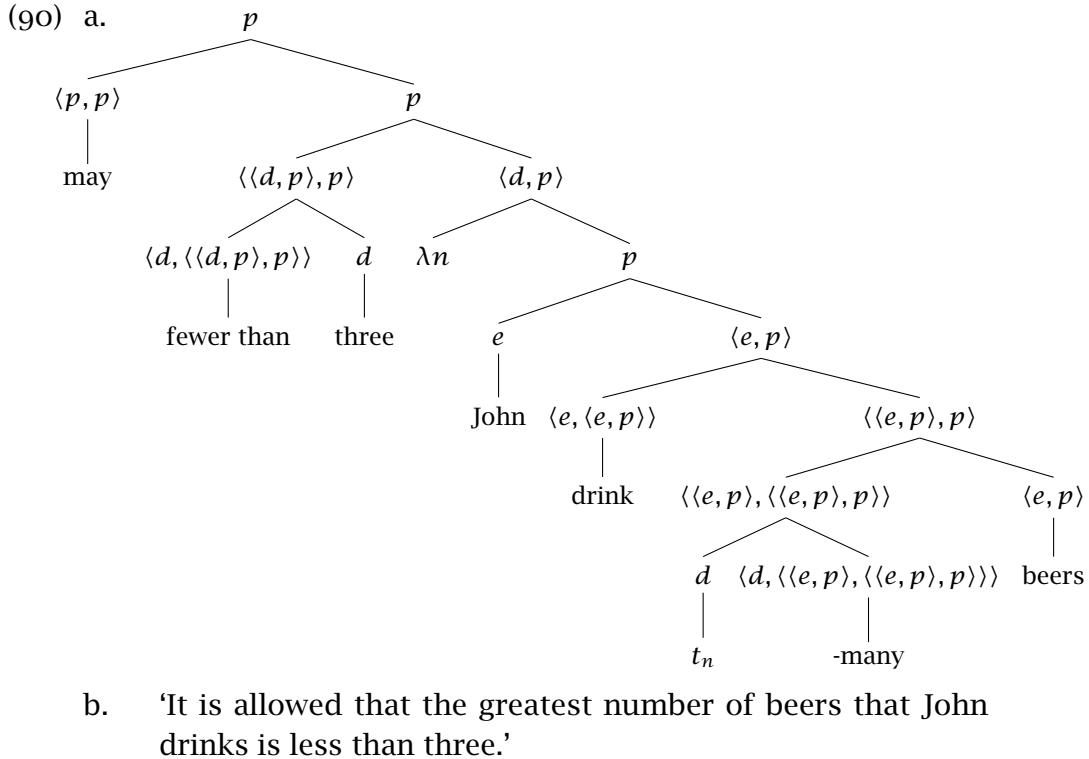 (90) a. p
⟨p, p⟩ p
may ⟨⟨d, p⟩, p⟩ ⟨d, p⟩
⟨d, ⟨⟨d, p⟩, p⟩⟩ d λn p
fewer than three e ⟨e, p⟩
John ⟨e, ⟨e, p⟩⟩ ⟨⟨e, p⟩, p⟩
drink ⟨⟨e, p⟩, ⟨⟨e, p⟩, p⟩⟩ ⟨e, p⟩
d ⟨d, ⟨⟨e, p⟩, ⟨⟨e, p⟩, p⟩⟩⟩ beers
tₙ -many
b. ‘It is allowed that the greatest number of beers that John
drinks is less than three.’